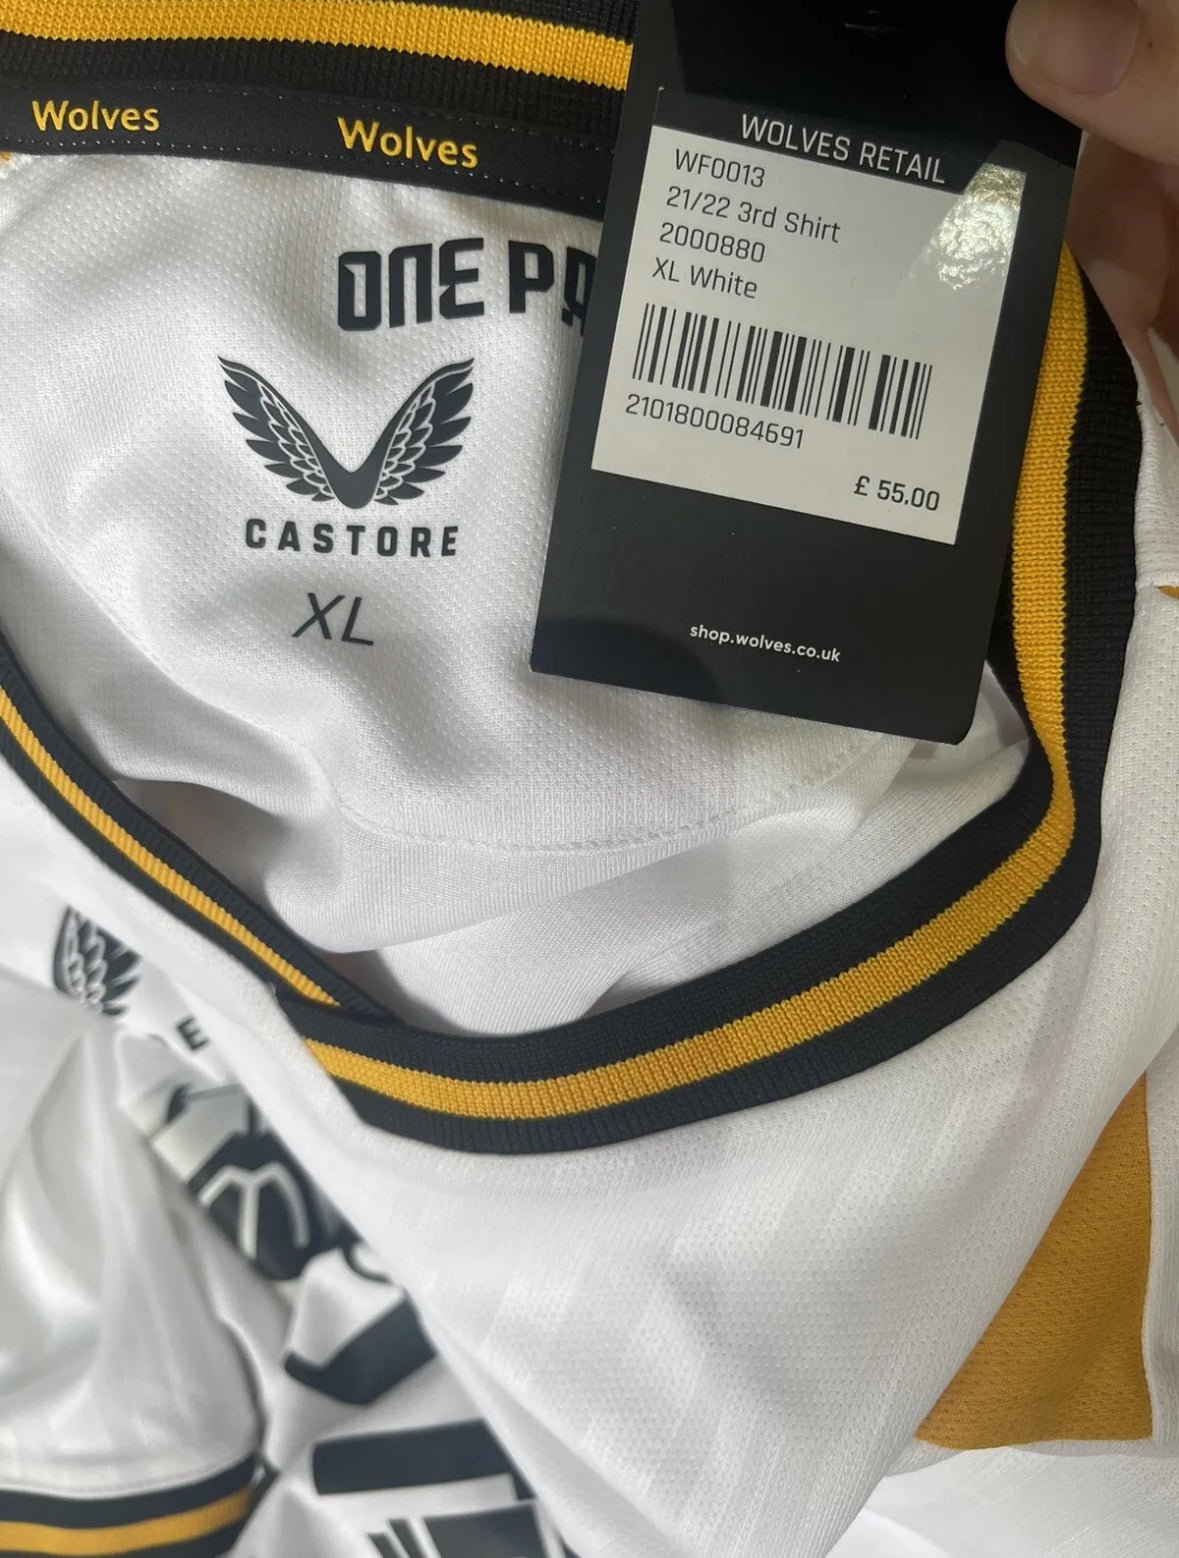 Wolves Wolves
WOLVES RETAIL
WF0013
21/22 3rd Shirt
2000880
XL White
2101800084691
£ 55.00
shop.wolves.co.uk
ONE
CASTORE
XL